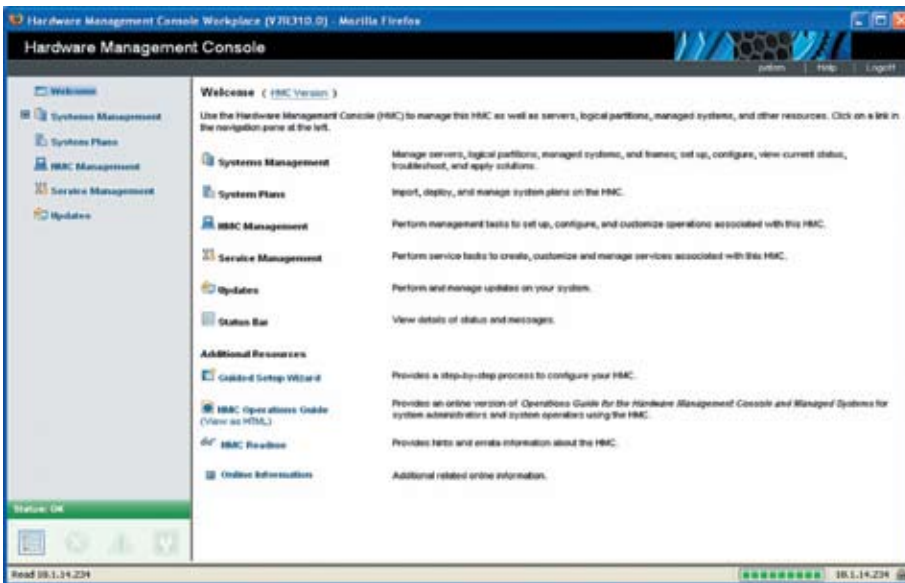 Hardware Management Console Workplace (V7R310.0) - Mozilla Firefox
Hardware Management Console
Help | Logoff
Welcome
Systems Management
System Plans
HMC Management
Service Management
Updates
Status: OK
Welcome ( HMC Version )
Use the Hardware Management Console (HMC) to manage this HMC as well as servers, logical partitions, managed systems, and other resources. Click on a link in
the navigation pane at the left.
Systems Management
Manage servers, logical partitions, managed systems, and frames; set up, configure, view current status,
troubleshoot, and apply solutions.
System Plans
Import, deploy, and manage system plans on the HMC.
HMC Management
Perform management tasks to set up, configure, and customize operations associated with this HMC.
Service Management
Perform service tasks to create, customize and manage services associated with this HMC.
Updates
Perform and manage updates on your system.
Status Bar
View details of status and messages.
Additional Resources
Guided Setup Wizard
Provides a step-by-step process to configure your HMC.
HMC Operations Guide
(View as HTML)
Provides an online version of Operations Guide for the Hardware Management Console and Managed Systems for
system administrators and system operators using the HMC.
HMC Readme
Provides hints and errata information about the HMC.
Online Information
Additional related online information.
Read 10.1.14.234
10.1.14.234